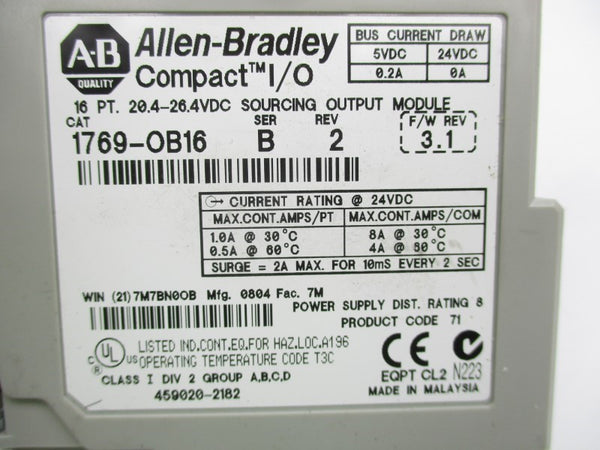 A-B
QUALITY
Allen-Bradley
Compact™ I/O
BUS CURRENT DRAW
5VDC 24VDC
0.2A 0A
16 PT. 20.4-26.4VDC SOURCING OUTPUT MODULE
CAT SER REV F/W REV
1769-OB16 B 2 3.1
CURRENT RATING @ 24VDC
MAX.CONT.AMPS/PT MAX.CONT.AMPS/COM
1.0A @ 30°C 8A @ 30°C
0.5A @ 60°C 4A @ 60°C
SURGE = 2A MAX. FOR 10mS EVERY 2 SEC
WIN (21)7M7BN0OB Mfg. 0804 Fac. 7M
POWER SUPPLY DIST. RATING 8
PRODUCT CODE 71
c UL us
®
LISTED IND.CONT.EQ.FOR HAZ.LOC.A196
OPERATING TEMPERATURE CODE T3C
CLASS I DIV 2 GROUP A,B,C,D
459020-2182
CE
N223
EQPT CL2
MADE IN MALAYSIA